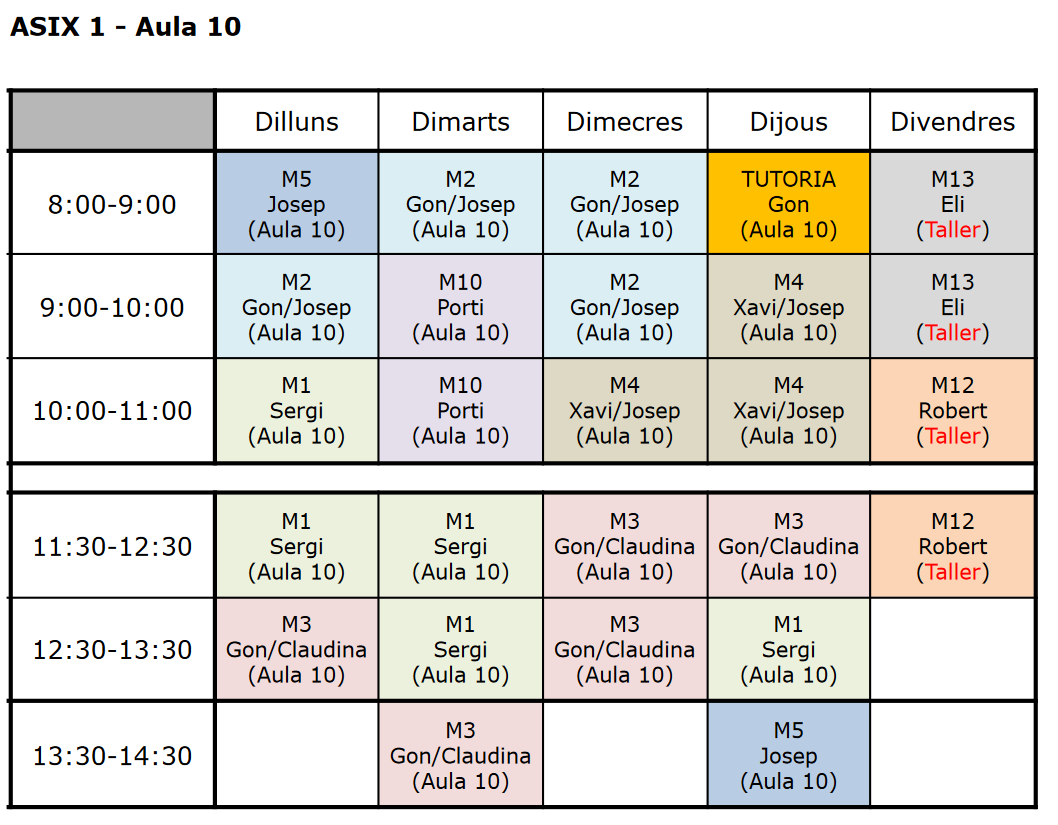 ASIX 1 - Aula 10
Dilluns Dimarts Dimecres Dijous Divendres
8:00-9:00
M5
Josep
(Aula 10)
M2
Gon/Josep
(Aula 10)
M2
Gon/Josep
(Aula 10)
TUTORIA
Gon
(Aula 10)
M13
Eli
(Taller)
9:00-10:00
M2
Gon/Josep
(Aula 10)
M10
Porti
(Aula 10)
M2
Gon/Josep
(Aula 10)
M4
Xavi/Josep
(Aula 10)
M13
Eli
(Taller)
10:00-11:00
M1
Sergi
(Aula 10)
M10
Porti
(Aula 10)
M4
Xavi/Josep
(Aula 10)
M4
Xavi/Josep
(Aula 10)
M12
Robert
(Taller)
11:30-12:30
M1
Sergi
(Aula 10)
M1
Sergi
(Aula 10)
M3
Gon/Claudina
(Aula 10)
M3
Gon/Claudina
(Aula 10)
M12
Robert
(Taller)
12:30-13:30
M3
Gon/Claudina
(Aula 10)
M1
Sergi
(Aula 10)
M3
Gon/Claudina
(Aula 10)
M1
Sergi
(Aula 10)
13:30-14:30
M3
Gon/Claudina
(Aula 10)
M5
Josep
(Aula 10)